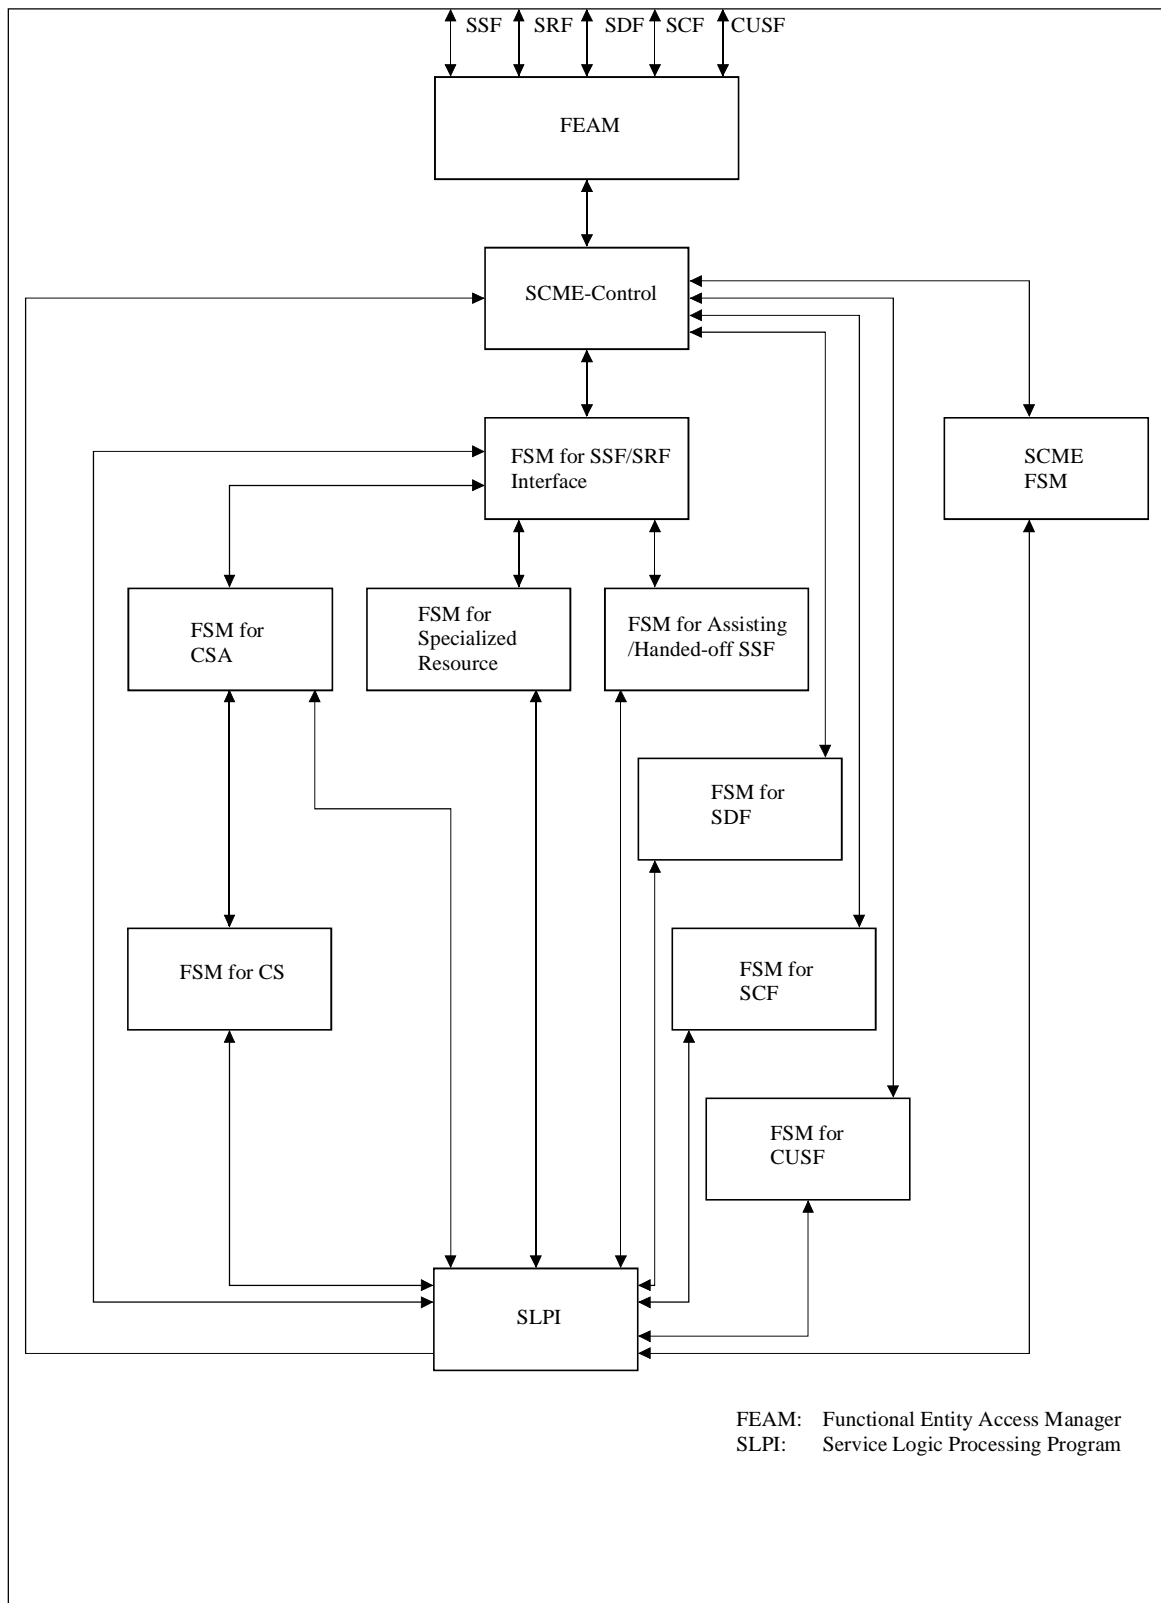 SSF SRF SDF SCF CUSF
FEAM
SCME-Control
FSM for SSF/SRF
Interface
SCME
FSM
FSM for
CSA
FSM for
Specialized
Resource
FSM for Assisting
/Handed-off SSF
FSM for
SDF
FSM for CS
FSM for
SCF
FSM for
CUSF
SLPI
FEAM: Functional Entity Access Manager
SLPI: Service Logic Processing Program